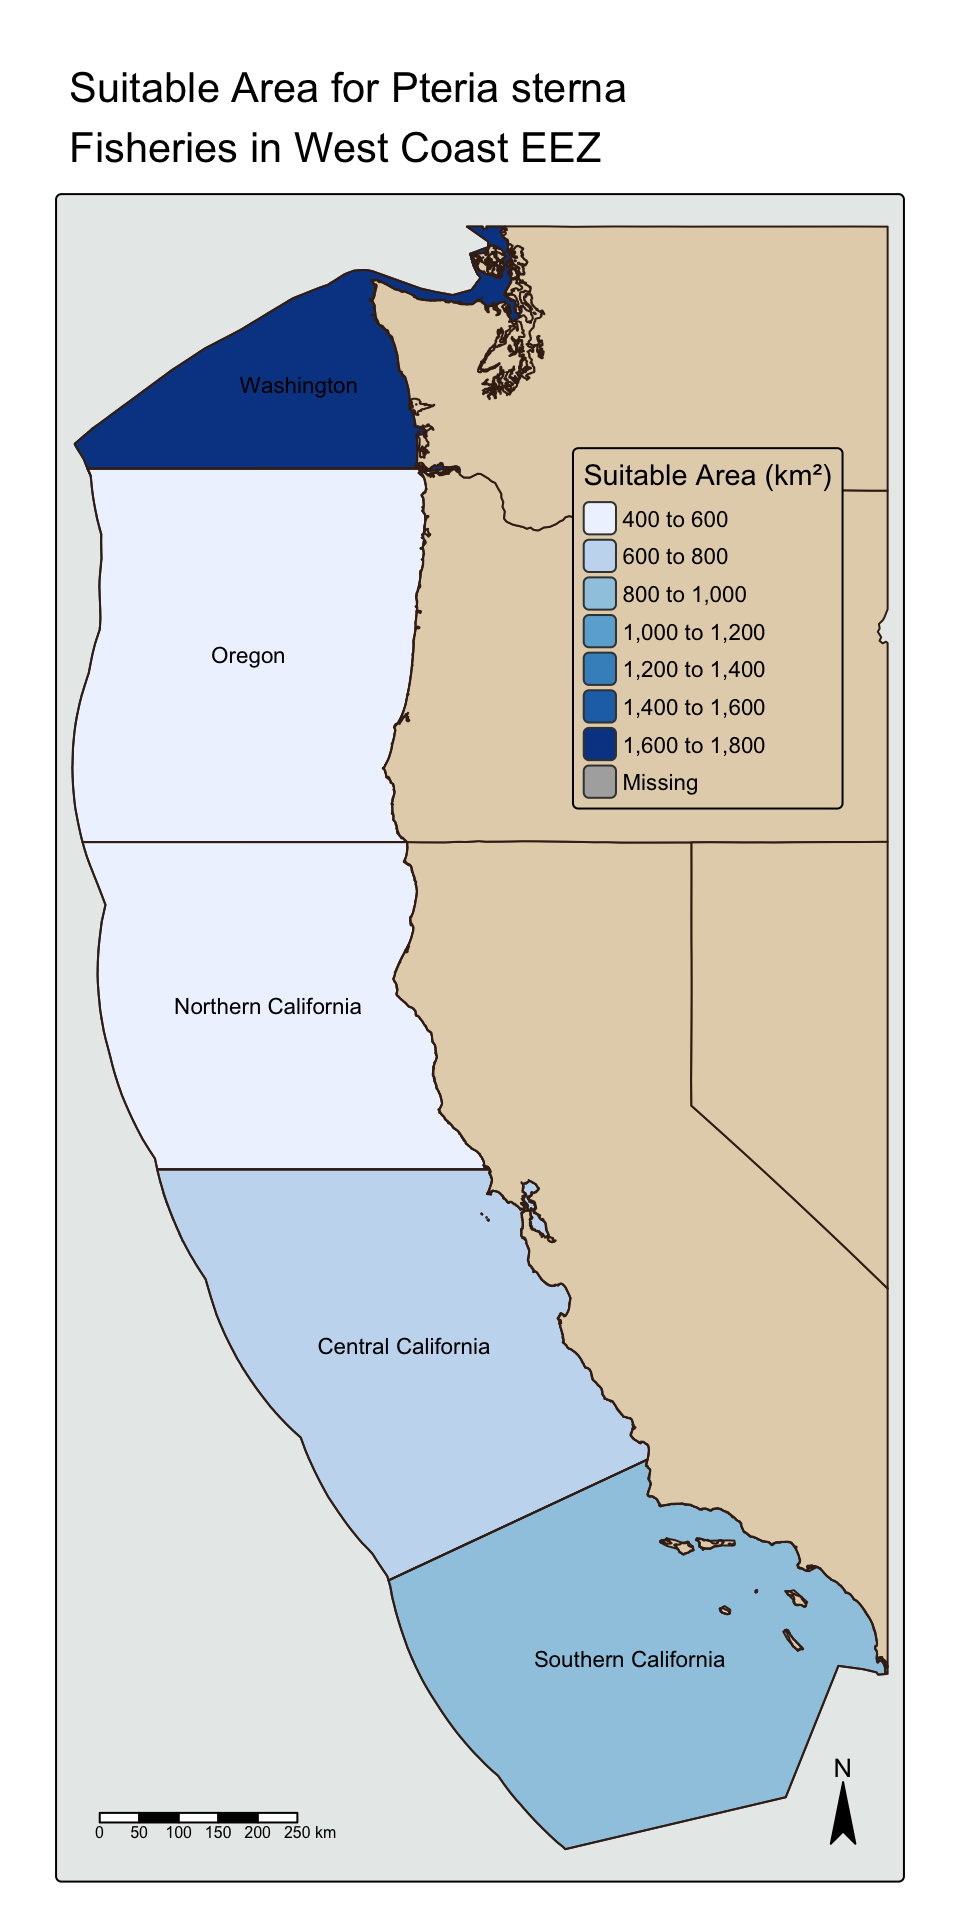 Suitable Area for Pteria sterna
Fisheries in West Coast EEZ
Washington
Suitable Area (km²)
400 to 600
600 to 800
800 to 1,000
1,000 to 1,200
1,200 to 1,400
1,400 to 1,600
1,600 to 1,800
Missing
Oregon
Northern California
Central California
Southern California
N
0 50 100 150 200 250 km